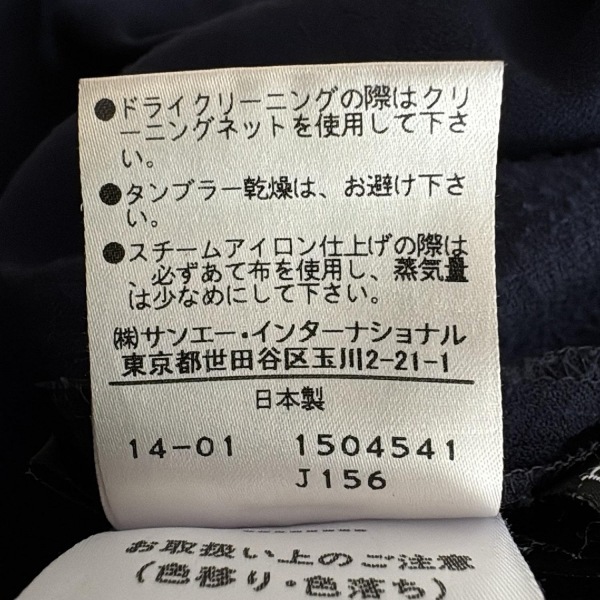 ●ドライクリーニングの際はクリ
ーニングネットを使用して下さ
い。
●タンブラー乾燥は、お避け下さ
い。
●スチームアイロン仕上げの際は
必ずあて布を使用し、蒸気量
は少なめにして下さい。
㈱サンエー・インターナショナル
東京都世田谷区玉川2-21-1
日本製
14-01 1504541
J156
お取扱い上のご注意
(色移り・色落ち)